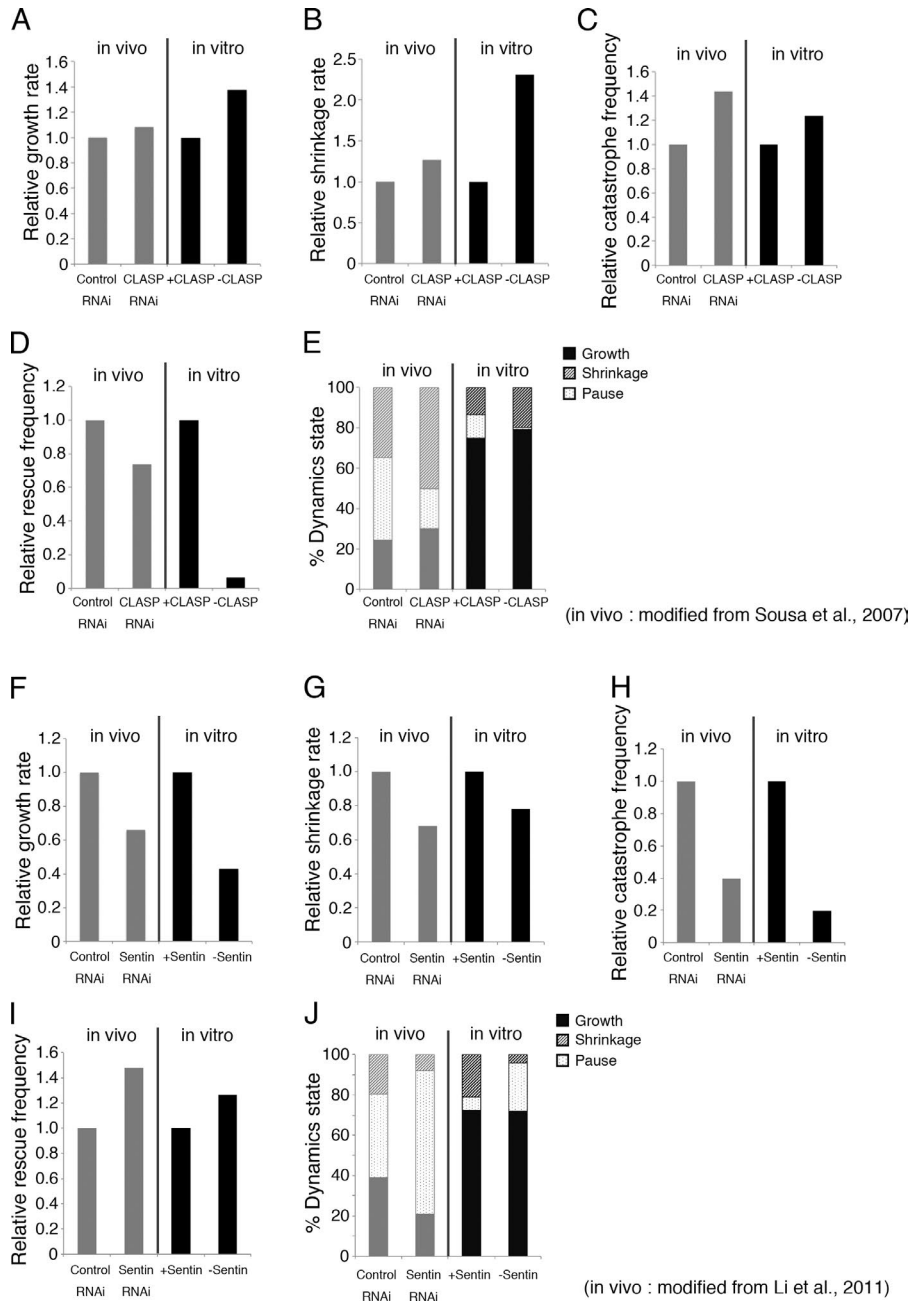 A
in vivo in vitro
Relative growth rate
1.6
1.4
1.2
1.0
0.8
0.6
0.4
0.2
0
Control RNAi
CLASP RNAi
+CLASP
-CLASP
B
in vivo in vitro
Relative shrinkage rate
2.5
2.0
1.5
1.0
0.5
0
Control RNAi
CLASP RNAi
+CLASP
-CLASP
C
in vivo in vitro
Relative catastrophe frequency
1.6
1.4
1.2
1.0
0.8
0.6
0.4
0.2
0
Control RNAi
CLASP RNAi
+CLASP
-CLASP
D
in vivo in vitro
Relative rescue frequency
1.2
1.0
0.8
0.6
0.4
0.2
0
Control RNAi
CLASP RNAi
+CLASP
-CLASP
E
in vivo in vitro
% Dynamics state
100
80
60
40
20
0
Control RNAi
CLASP RNAi
+CLASP
-CLASP
Growth
Shrinkage
Pause
(in vivo : modified from Sousa et al., 2007)
F
in vivo in vitro
Relative growth rate
1.2
1.0
0.8
0.6
0.4
0.2
0
Control RNAi
Sentin RNAi
+Sentin
-Sentin
G
in vivo in vitro
Relative shrinkage rate
1.2
1.0
0.8
0.6
0.4
0.2
0
Control RNAi
Sentin RNAi
+Sentin
-Sentin
H
in vivo in vitro
Relative catastrophe frequency
1.2
1.0
0.8
0.6
0.4
0.2
0
Control RNAi
Sentin RNAi
+Sentin
-Sentin
I
in vivo in vitro
Relative rescue frequency
1.6
1.4
1.2
1.0
0.8
0.6
0.4
0.2
0
Control RNAi
Sentin RNAi
+Sentin
-Sentin
J
in vivo in vitro
% Dynamics state
100
80
60
40
20
0
Control RNAi
Sentin RNAi
+Sentin
-Sentin
Growth
Shrinkage
Pause
(in vivo : modified from Li et al., 2011)